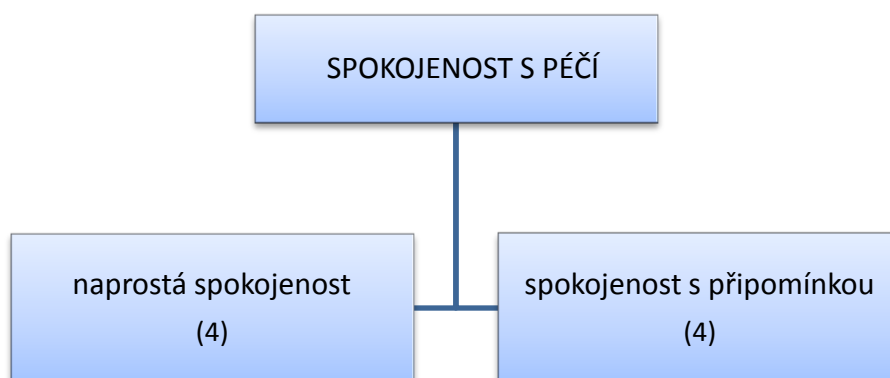 SPOKOJENOST S PÉČÍ
naprostá spokojenost
(4)
spokojenost s připomínkou
(4)